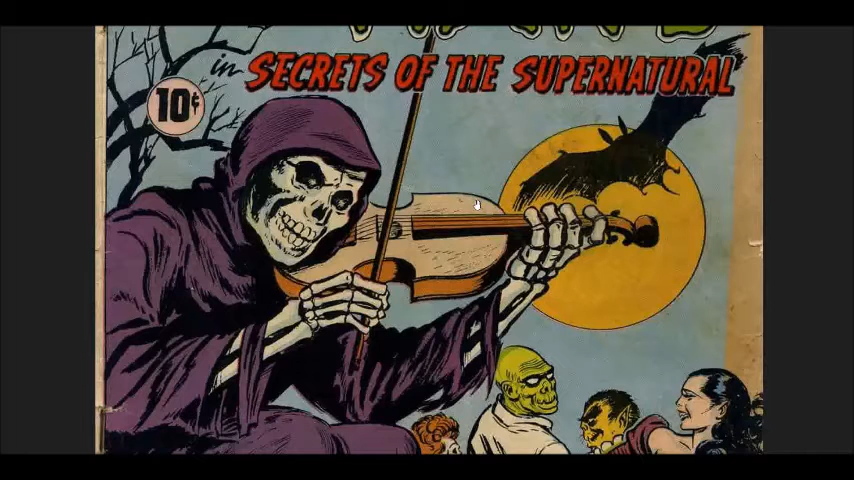 in SECRETS OF THE SUPERNATURAL
10¢